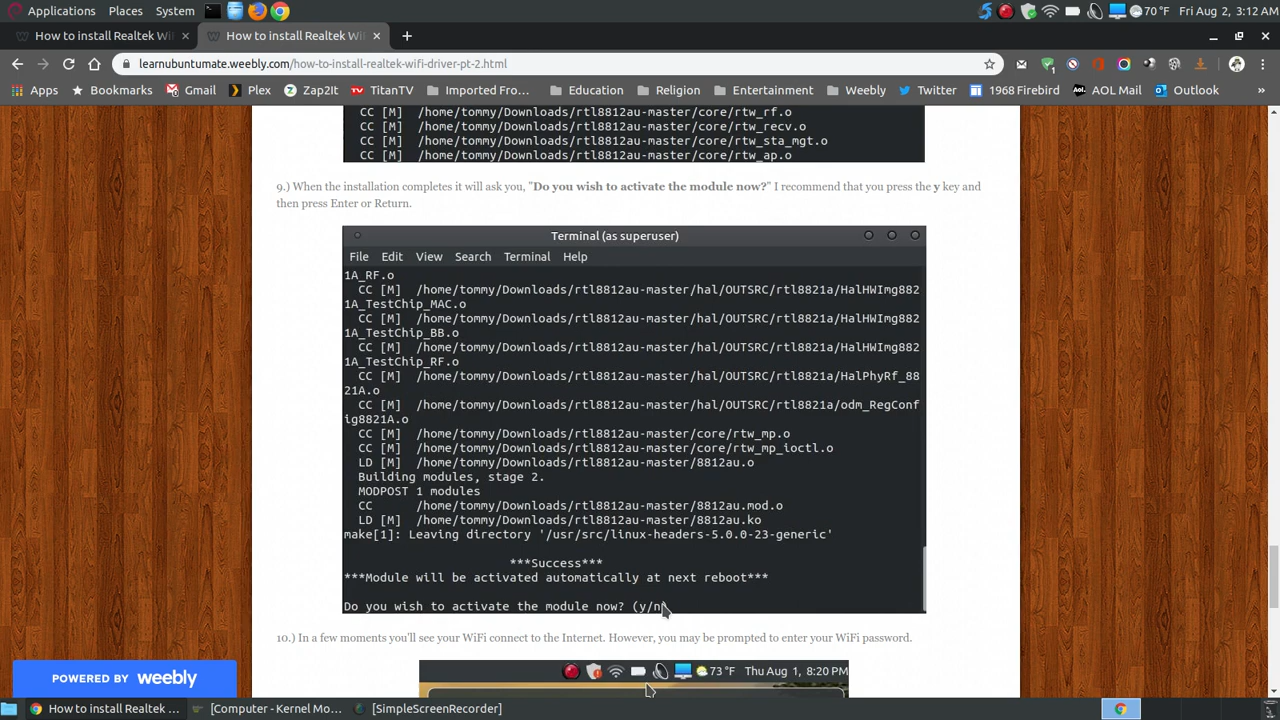 Applications Places System 70 °F Fri Aug 2, 3:12 AM
How to install Realtek Wi How to install Realtek Wi
learnubuntumate.weebly.com/how-to-install-realtek-wifi-driver-pt-2.html
Apps Bookmarks Gmail Plex Zap2It TitanTV Imported Fro... Education Religion Entertainment Weebly Twitter 1968 Firebird AOL Mail Outlook »
CC [M] /home/tommy/Downloads/rtl8812au-master/core/rtw_rf.o
CC [M] /home/tommy/Downloads/rtl8812au-master/core/rtw_recv.o
CC [M] /home/tommy/Downloads/rtl8812au-master/core/rtw_sta_mgt.o
CC [M] /home/tommy/Downloads/rtl8812au-master/core/rtw_ap.o
9.) When the installation completes it will ask you, "Do you wish to activate the module now?" I recommend that you press the y key and
then press Enter or Return.
Terminal (as superuser)
File Edit View Search Terminal Help
1A_RF.o
CC [M] /home/tommy/Downloads/rtl8812au-master/hal/OUTSRC/rtl8821a/HalHWImg882
1A_TestChip_MAC.o
CC [M] /home/tommy/Downloads/rtl8812au-master/hal/OUTSRC/rtl8821a/HalHWImg882
1A_TestChip_BB.o
CC [M] /home/tommy/Downloads/rtl8812au-master/hal/OUTSRC/rtl8821a/HalHWImg882
1A_TestChip_RF.o
CC [M] /home/tommy/Downloads/rtl8812au-master/hal/OUTSRC/rtl8821a/HalPhyRf_88
21A.o
CC [M] /home/tommy/Downloads/rtl8812au-master/hal/OUTSRC/rtl8821a/odm_RegConf
ig8821A.o
CC [M] /home/tommy/Downloads/rtl8812au-master/core/rtw_mp.o
CC [M] /home/tommy/Downloads/rtl8812au-master/core/rtw_mp_ioctl.o
LD [M] /home/tommy/Downloads/rtl8812au-master/8812au.o
Building modules, stage 2.
MODPOST 1 modules
CC /home/tommy/Downloads/rtl8812au-master/8812au.mod.o
LD [M] /home/tommy/Downloads/rtl8812au-master/8812au.ko
make[1]: Leaving directory '/usr/src/linux-headers-5.0.0-23-generic'
***Success***
***Module will be activated automatically at next reboot***
Do you wish to activate the module now? (y/n)
10.) In a few moments you'll see your WiFi connect to the Internet. However, you may be prompted to enter your WiFi password.
73 °F Thu Aug 1, 8:20 PM
POWERED BY weebly
How to install Realtek ... [Computer - Kernel Mo... [SimpleScreenRecorder]